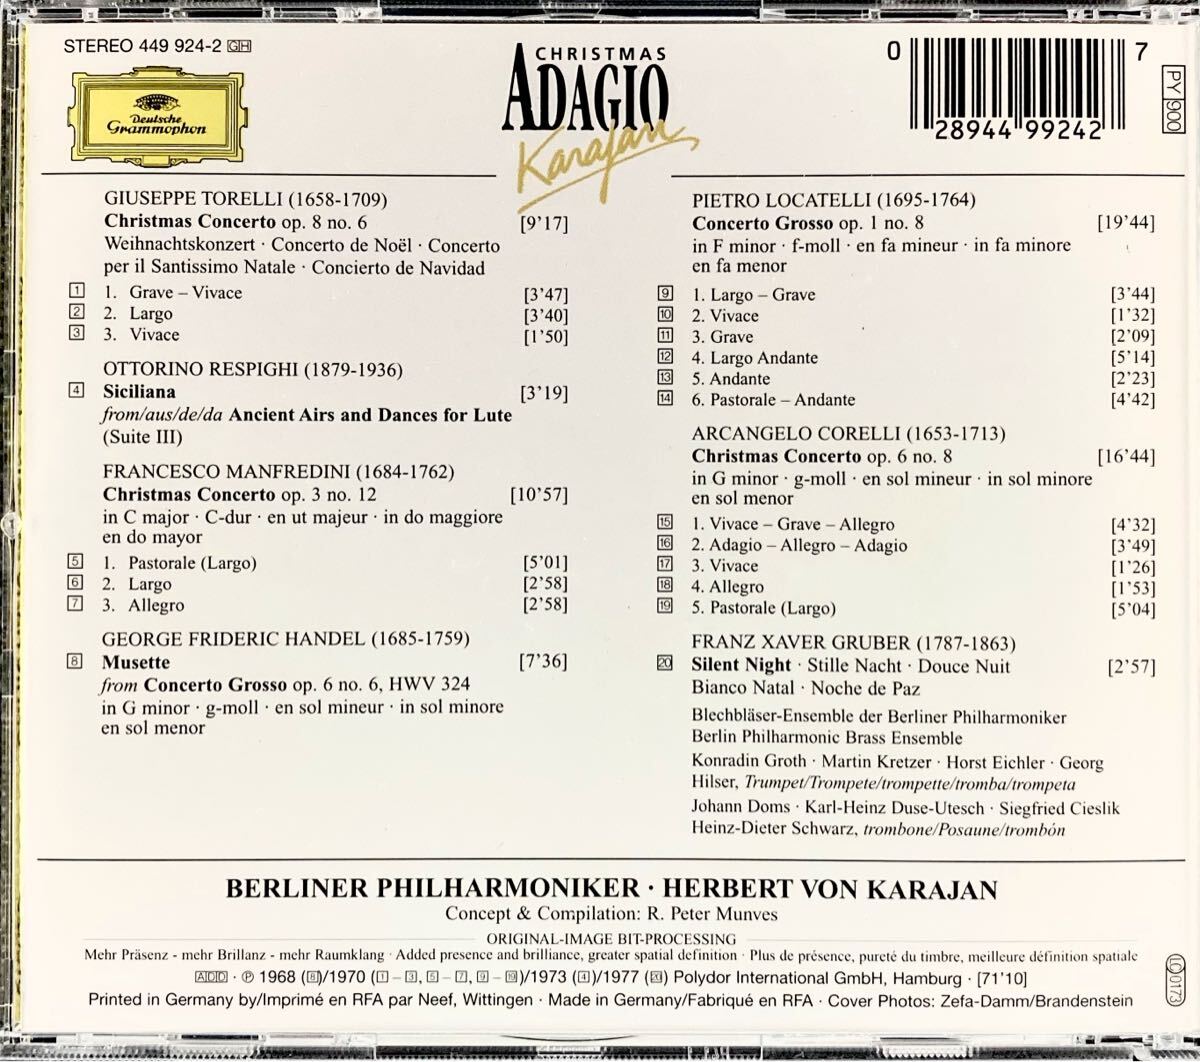 STEREO 449 924-2 GH
Deutsche
Grammophon
CHRISTMAS
ADAGIO
Karajan
0 28944 99242 7
PY 900
GIUSEPPE TORELLI (1658-1709)
Christmas Concerto op. 8 no. 6 [9'17]
Weihnachtskonzert · Concerto de Noël · Concerto
per il Santissimo Natale · Concierto de Navidad
1 1. Grave – Vivace [3'47]
2 2. Largo [3'40]
3 3. Vivace [1'50]
OTTORINO RESPIGHI (1879-1936)
4 Siciliana [3'19]
from/aus/de/da Ancient Airs and Dances for Lute
(Suite III)
FRANCESCO MANFREDINI (1684-1762)
Christmas Concerto op. 3 no. 12 [10'57]
in C major · C-dur · en ut majeur · in do maggiore
en do mayor
5 1. Pastorale (Largo) [5'01]
6 2. Largo [2'58]
7 3. Allegro [2'58]
GEORGE FRIDERIC HANDEL (1685-1759)
8 Musette [7'36]
from Concerto Grosso op. 6 no. 6, HWV 324
in G minor · g-moll · en sol mineur · in sol minore
en sol menor
PIETRO LOCATELLI (1695-1764)
Concerto Grosso op. 1 no. 8 [19'44]
in F minor · f-moll · en fa mineur · in fa minore
en fa menor
9 1. Largo – Grave [3'44]
10 2. Vivace [1'32]
11 3. Grave [2'09]
12 4. Largo Andante [5'14]
13 5. Andante [2'23]
14 6. Pastorale – Andante [4'42]
ARCANGELO CORELLI (1653-1713)
Christmas Concerto op. 6 no. 8 [16'44]
in G minor · g-moll · en sol mineur · in sol minore
en sol menor
15 1. Vivace – Grave – Allegro [4'32]
16 2. Adagio – Allegro – Adagio [3'49]
17 3. Vivace [1'26]
18 4. Allegro [1'53]
19 5. Pastorale (Largo) [5'04]
FRANZ XAVER GRUBER (1787-1863)
20 Silent Night · Stille Nacht · Douce Nuit [2'57]
Bianco Natal · Noche de Paz
Blechbläser-Ensemble der Berliner Philharmoniker
Berlin Philharmonic Brass Ensemble
Konradin Groth · Martin Kretzer · Horst Eichler · Georg
Hilser, Trumpet/Trompete/trompette/tromba/trompeta
Johann Doms · Karl-Heinz Duse-Utesch · Siegfried Cieslik
Heinz-Dieter Schwarz, trombone/Posaune/trombón
BERLINER PHILHARMONIKER · HERBERT VON KARAJAN
Concept & Compilation: R. Peter Munves
ORIGINAL-IMAGE BIT-PROCESSING
Mehr Präsenz - mehr Brillanz - mehr Raumklang · Added presence and brilliance, greater spatial definition · Plus de présence, pureté du timbre, meilleure définition spatiale
ADD · ℗ 1968 (8)/1970 (1 – 3, 5 – 7, 9 – 19)/1973 (4)/1977 (20) Polydor International GmbH, Hamburg · [71'10]
Printed in Germany by/Imprimé en RFA par Neef, Wittingen · Made in Germany/Fabriqué en RFA · Cover Photos: Zefa-Damm/Brandenstein
LC 0173